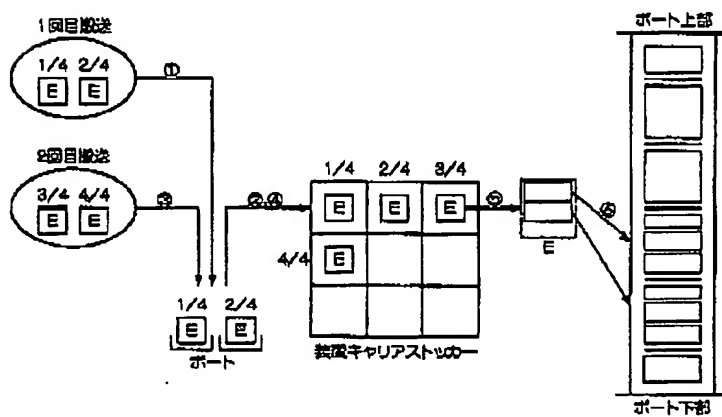 1回目搬送
1/4 2/4
E E
①
2回目搬送
3/4 4/4
E E
③
②,④
1/4 2/4
E E
ポート
1/4 2/4 3/4
E E E
4/4 E
装置キャリアストッカー
⑤
E
⑥
ボート上部
ボート下部